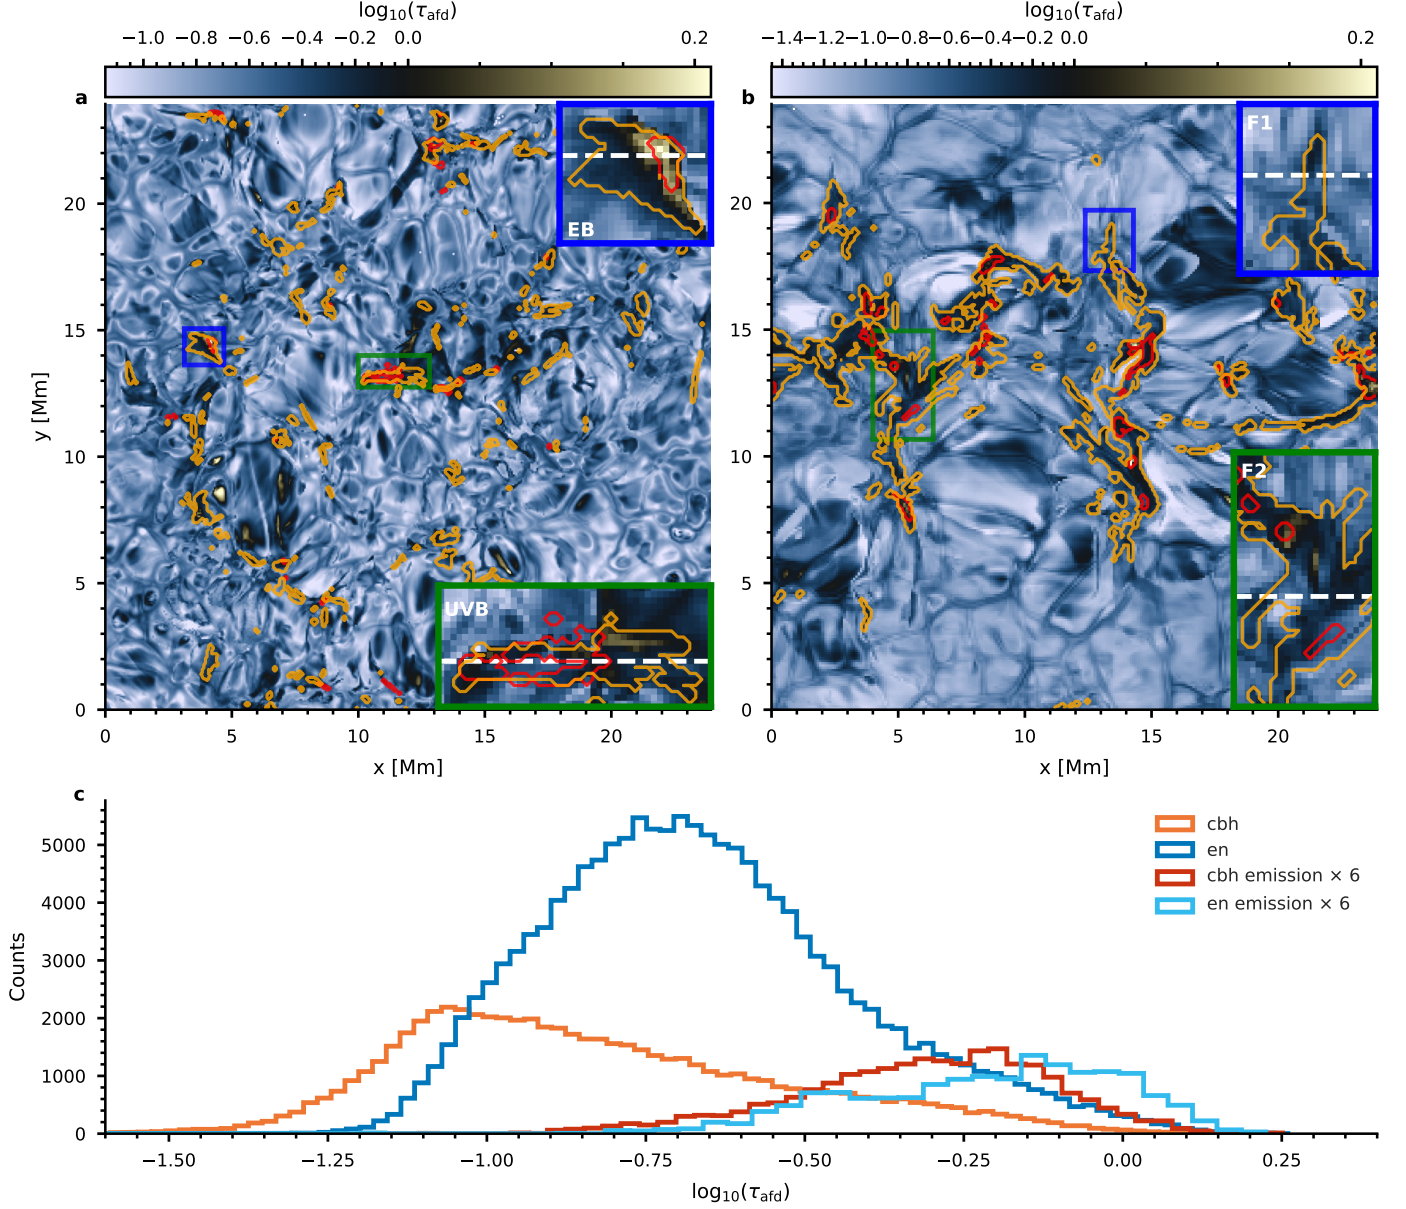 log₁₀(τ_afd) log₁₀(τ_afd)
−1.0 −0.8 −0.6 −0.4 −0.2 0.0 0.2 −1.4 −1.2 −1.0 −0.8 −0.6 −0.4 −0.2 0.0 0.2
a b
EB F1
UVB F2
20 20
15 15
10 10
5 5
0 0
y [Mm]
0 5 10 15 20 0 5 10 15 20
x [Mm] x [Mm]
c
cbh
en
cbh emission × 6
en emission × 6
5000
4000
3000
2000
1000
0
Counts
−1.50 −1.25 −1.00 −0.75 −0.50 −0.25 0.00 0.25
log₁₀(τ_afd)